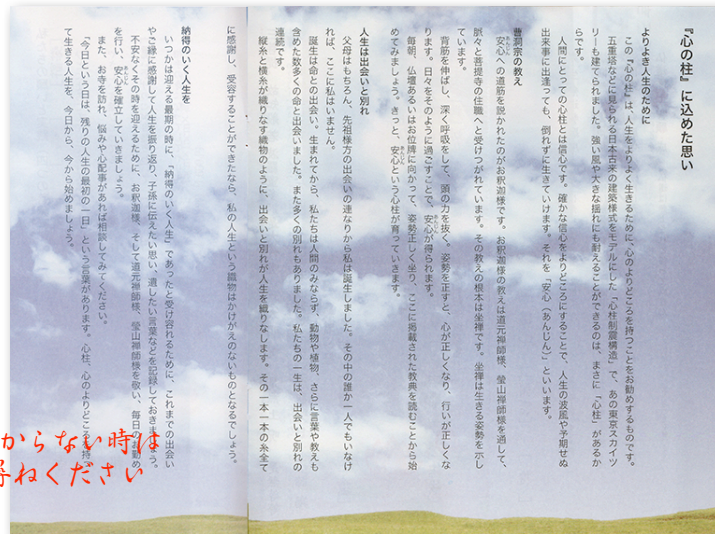 『心の柱』に込めた思い
よりよき人生のために
この『心の柱』は、人生をよりよく生きるために、心のよりどころを持つことをお勧めするものです。
五重塔などに見られる日本古来の建築様式をモデルにした「心柱制震構造」で、あの東京スカイツ
リーも建てられました。強い風や大きな揺れにも耐えることができるのは、まさに「心柱」があるか
らです。
人間にとっての心柱とは信心です。確かな信心をよりどころにすることで、人生の波風や予期せぬ
出来事に出逢っても、倒れずに生きていけます。それを「安心（あんじん）」といいます。
曹洞宗の教え
安心への道筋を説かれたのがお釈迦様です。お釈迦様の教えは道元禅師様、瑩山禅師様を通して、
脈々と菩提寺の住職へと受けつがれています。その教えの根本は坐禅です。坐禅は生きる姿勢を示し
ています。
背筋を伸ばし、深く呼吸をして、頭の力を抜く。姿勢を正すと、心が正しくなり、行いが正しくな
ります。日々をそのように過ごすことで、安心が得られます。
毎朝、仏壇あるいはお位牌に向かって、姿勢正しく坐り、ここに掲載された教典を読むことから始
めてみましょう。きっと、安心という心柱が育っていきます。
人生は出会いと別れ
父母はもちろん、先祖様方の出会いの連なりから私は誕生しました。その中の誰か一人でもいなけ
れば、ここに私はいません。
誕生は命との出会い。生まれてから、私たちは人間のみならず、動物や植物、さらに言葉や教えも
含めた数多くの命と出会いました。また多くの別れもありました。私たちの一生は、出会いと別れの
連続です。
縦糸と横糸が織りなす織物のように、出会いと別れが人生を織りなします。その一本一本の糸全て
に感謝し、受容することができたなら、私の人生という織物はかけがえのないものとなるでしょう。
納得のいく人生を
いつかは迎える最期の時に、「納得のいく人生」であったと受け容れるために、これまでの出会い
やご縁に感謝して人生を振り返り、子孫に伝えたい思い、遺したい言葉などを記録しておきましょう。
不安なくその時を迎えるために、お釈迦様、そして道元禅師様、瑩山禅師様を敬い、毎日のお勤め
を行い、安心を確立していきましょう。
また、お寺を訪れ、悩みや心配事があれば相談してみてください。
「今日という日は、残りの人生の最初の一日」という言葉があります。心柱、心のよりどころを持っ
て生きる人生を、今日から、今から始めましょう。
からない時は
尋ねください